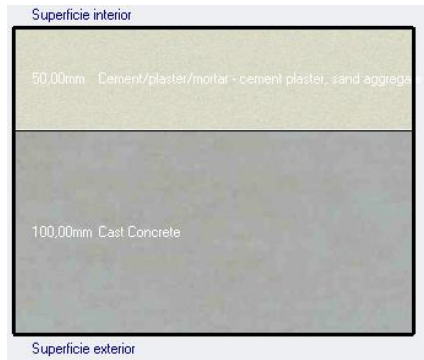 Superficie interior
50,00mm Cement/plaster/mortar - cement plaster, sand aggrega
100,00mm Cast Concrete
Superficie exterior